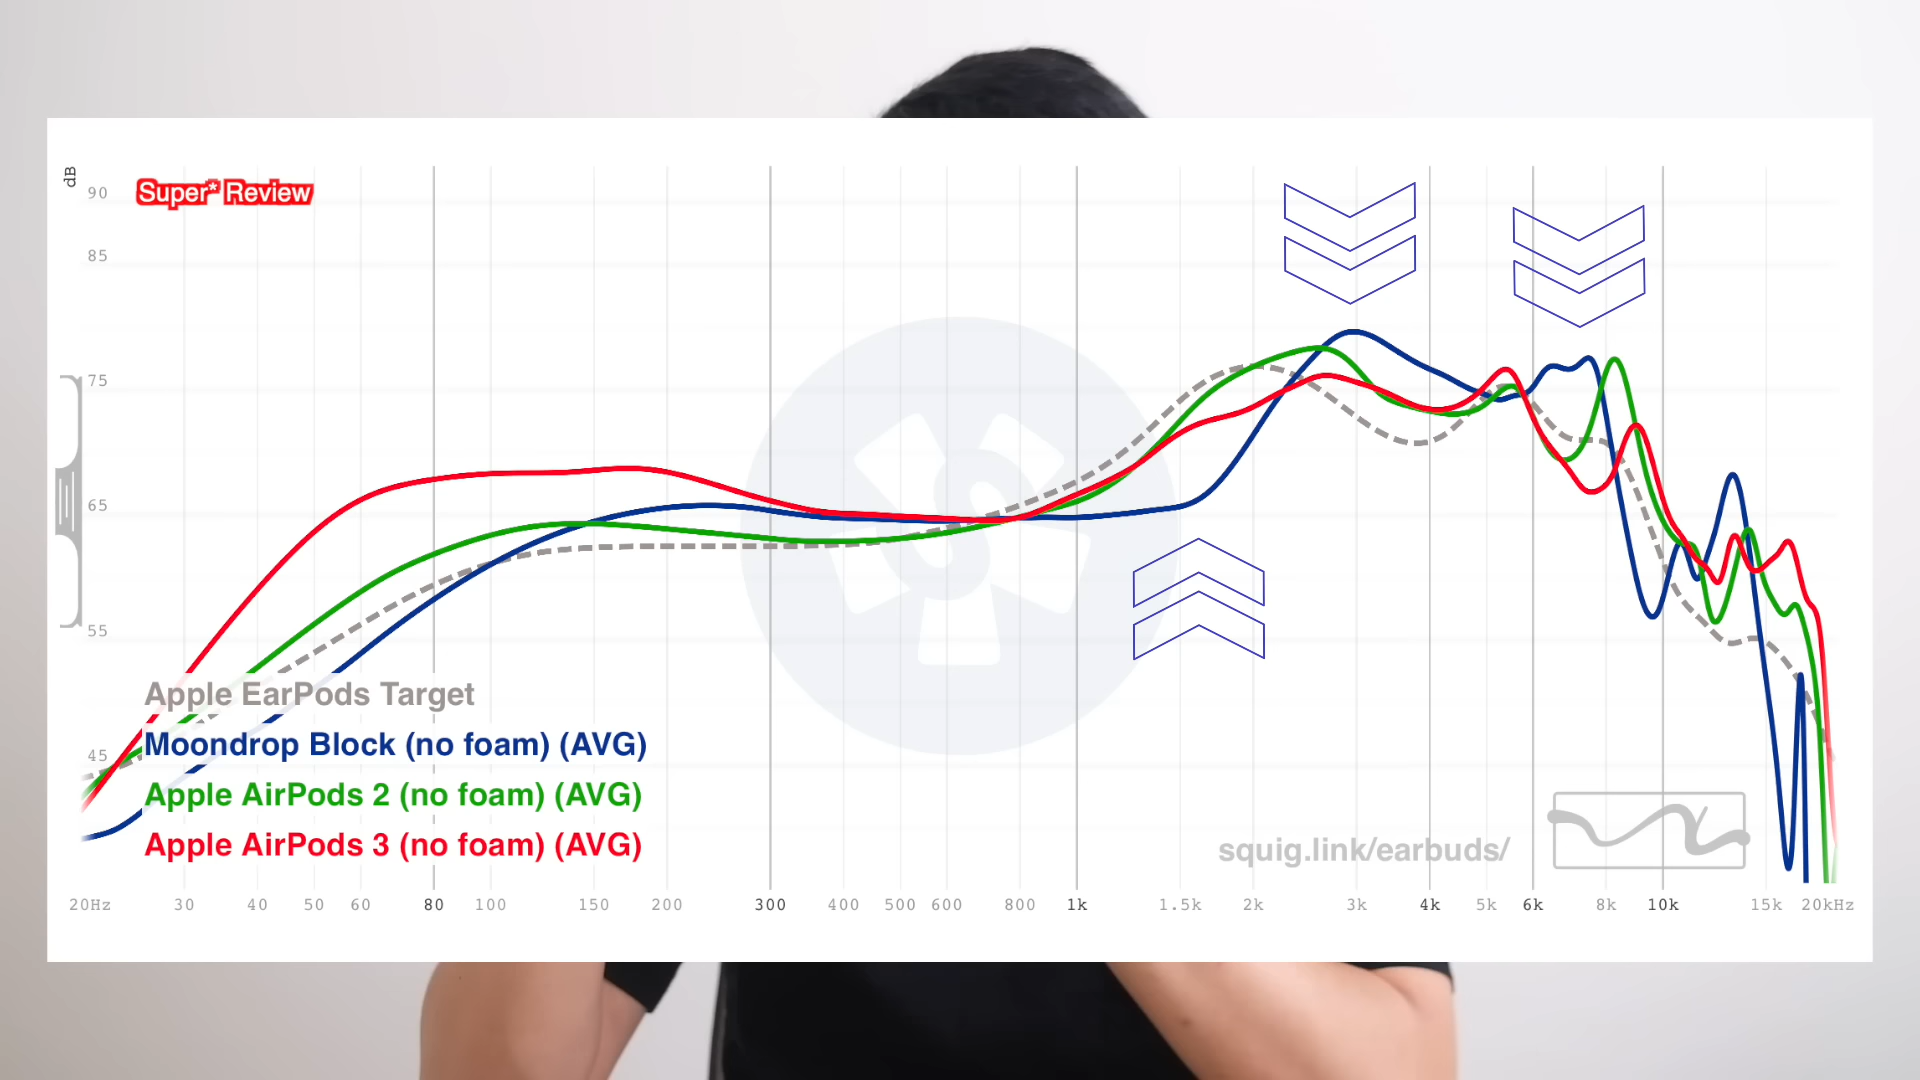 dB
Super* Review
90
85
75
65
55
45
Apple EarPods Target
Moondrop Block (no foam) (AVG)
Apple AirPods 2 (no foam) (AVG)
Apple AirPods 3 (no foam) (AVG)
squig.link/earbuds/
20Hz 30 40 50 60 80 100 150 200 300 400 500 600 800 1k 1.5k 2k 3k 4k 5k 6k 8k 10k 15k 20kHz